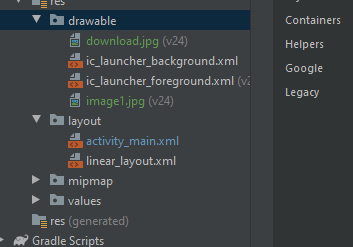 res
drawable
download.jpg (v24)
ic_launcher_background.xml
ic_launcher_foreground.xml (v24)
image1.jpg (v24)
layout
activity_main.xml
linear_layout.xml
mipmap
values
res (generated)
Gradle Scripts
Containers
Helpers
Google
Legacy